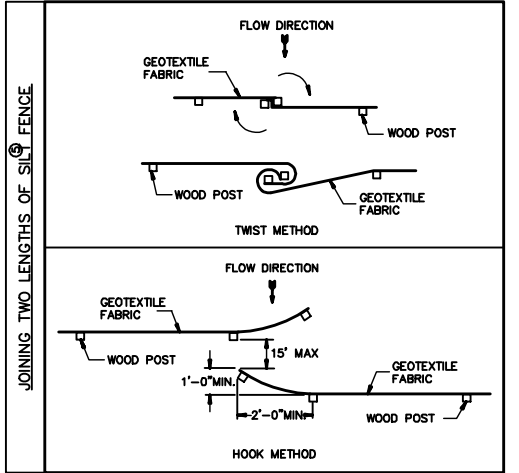 JOINING TWO LENGTHS OF SILT FENCE
5
FLOW DIRECTION
GEOTEXTILE
FABRIC
WOOD POST
WOOD POST
GEOTEXTILE
FABRIC
TWIST METHOD
FLOW DIRECTION
GEOTEXTILE
FABRIC
WOOD POST
15' MAX
1'-0"MIN.
2'-0"MIN.
GEOTEXTILE
FABRIC
WOOD POST
HOOK METHOD